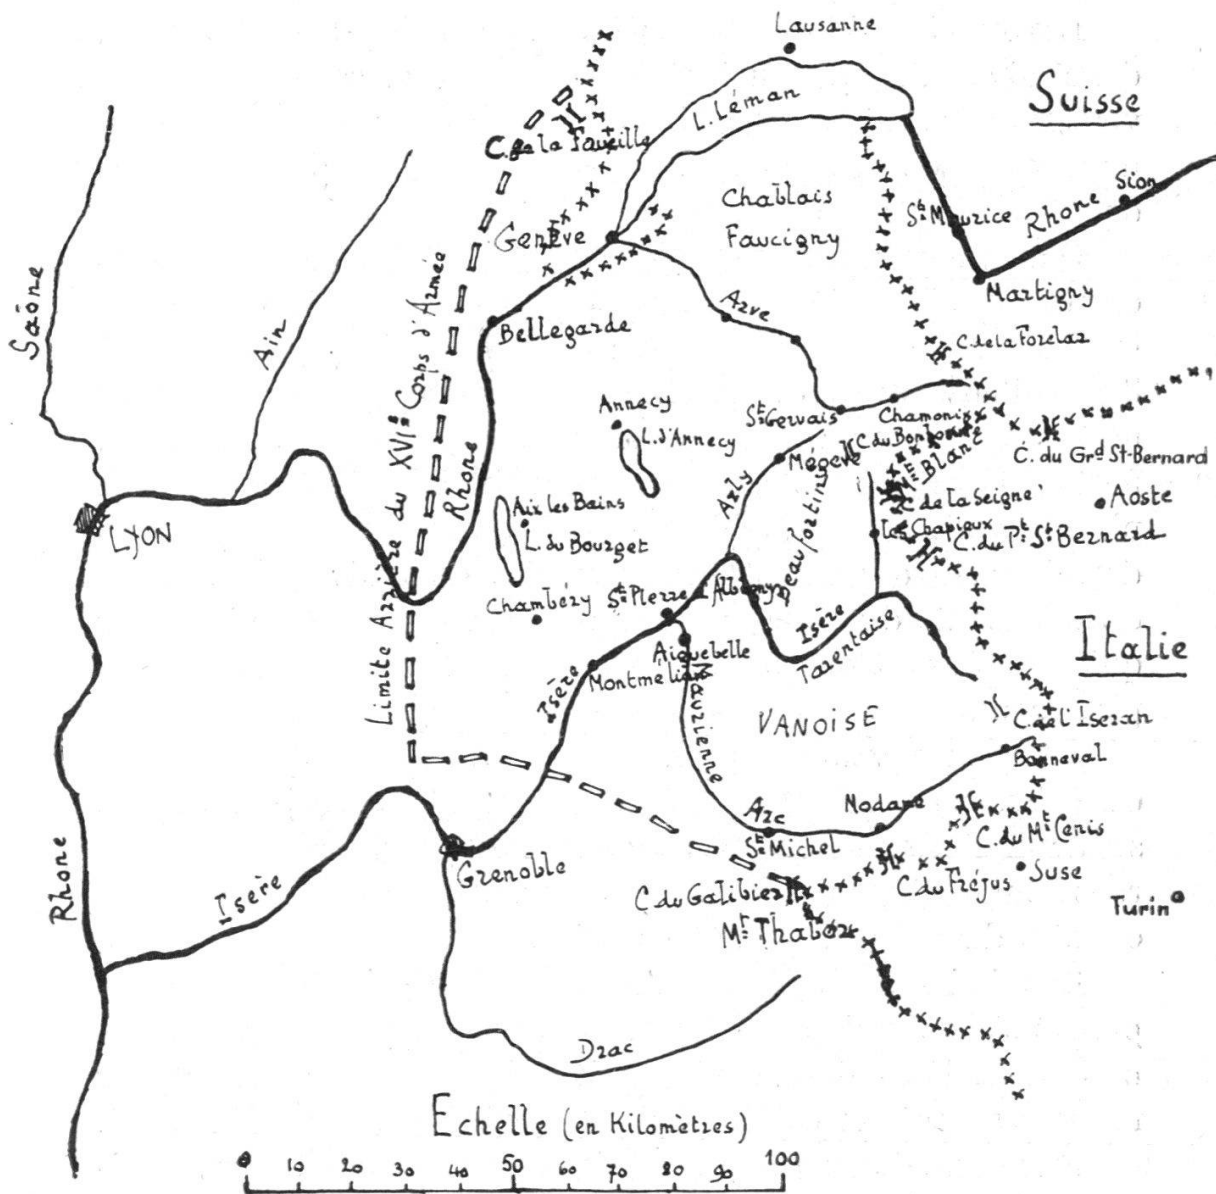 Lausanne
L. Léman
Suisse
C. de la Faucille
Chablais
Faucigny
Sion
Rhone
St Maurice
Genève
Martigny
Saône
Ain
Limite Arrière du XVIe Corps d'Armée
Bellegarde
Arve
Rhone
Annecy
L. d'Annecy
St Gervais
Chamonix
C. du Bonhomme
Mt Blanc
C. du Grd St-Bernard
Megève
Arly
Beaufortin
C. de la Seigne
Aoste
Les Chapieux
C. du Pt St Bernard
LYON
Aix les Bains
L. du Bourget
Chambéry
St Pierre d'Albigny
Isère
Tarentaise
Italie
Aiguebelle
Montmélian
Isère
Maurienne
VANOISE
C. de l'Iseran
Bonneval
Modane
Arc
St Michel
C. du Mt Cenis
C. du Fréjus
Suse
Turin
Rhone
Isère
Grenoble
C. du Galibier
Mt Thabor
Drac
Echelle (en Kilomètres)
0 10 20 30 40 50 60 70 80 90 100